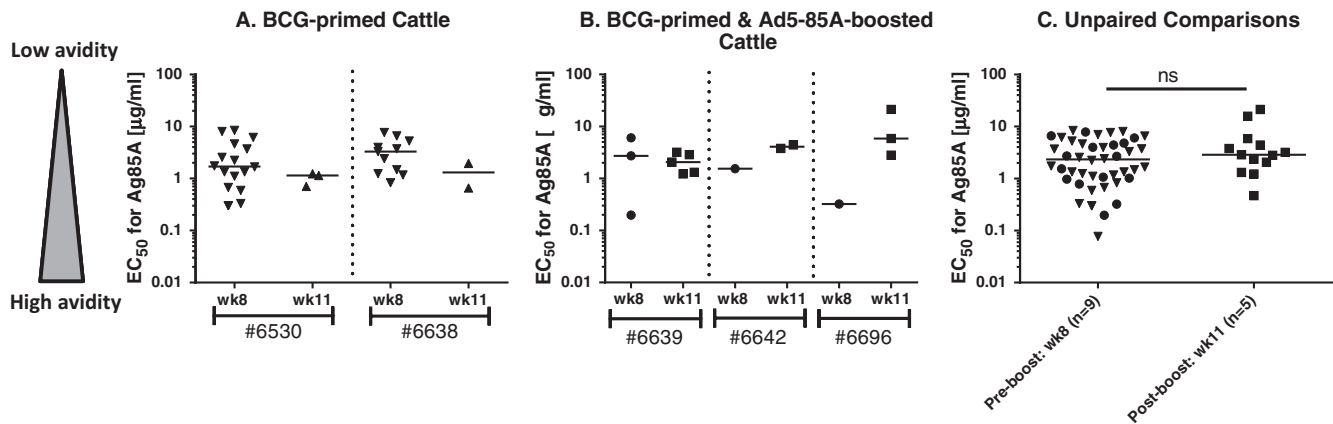 A. BCG-primed Cattle
Low avidity
High avidity
EC50 for Ag85A [µg/ml]
100
10
1
0.1
0.01
wk8
wk11
wk8
wk11
#6530
#6638
B. BCG-primed & Ad5-85A-boosted
Cattle
EC50 for Ag85A [ g/ml]
100
10
1
0.1
0.01
wk8
wk11
wk8
wk11
wk8
wk11
#6639
#6642
#6696
C. Unpaired Comparisons
ns
EC50 for Ag85A [µg/ml]
100
10
1
0.1
0.01
Pre-boost: wk8 (n=9)
Post-boost: wk11 (n=5)